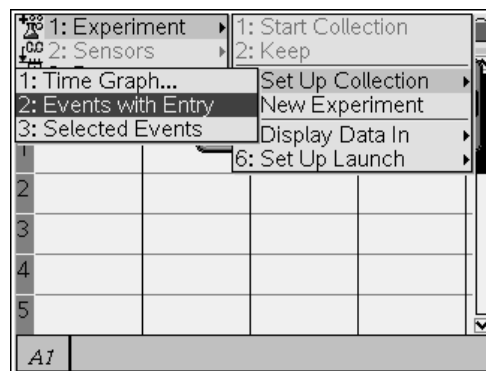 1: Experiment
2: Sensors
1: Start Collection
2: Keep
Set Up Collection
New Experiment
Display Data In
6: Set Up Launch
1: Time Graph...
2: Events with Entry
3: Selected Events
1
2
3
4
5
A1